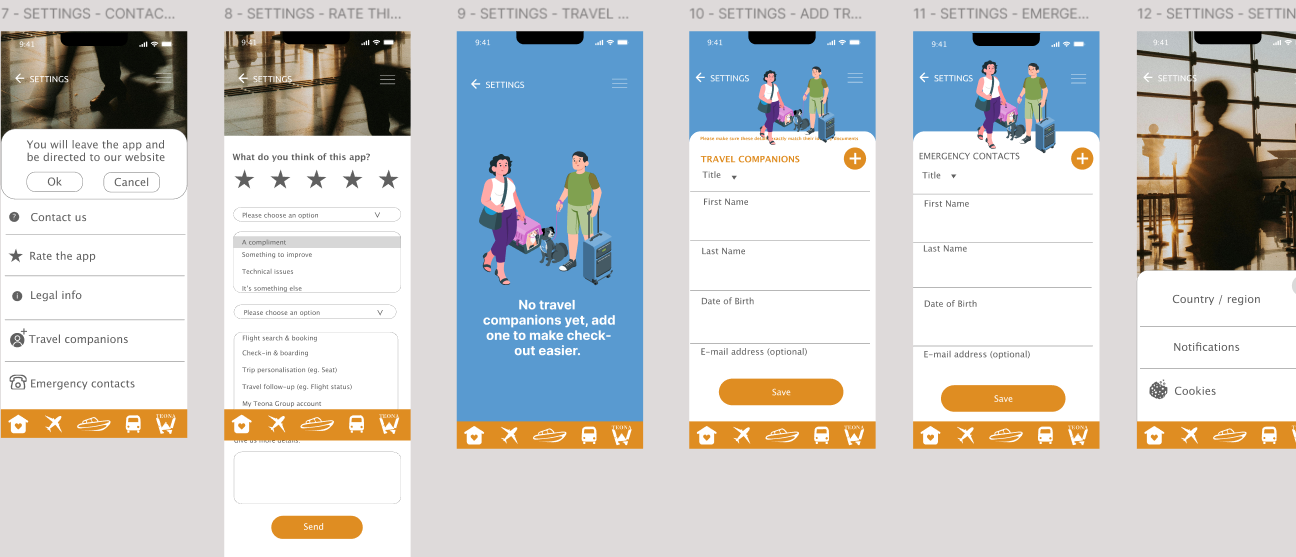 7 - SETTINGS - CONTAC...
9:41
SETTINGS
You will leave the app and
be directed to our website
Ok
Cancel
Contact us
Rate the app
Legal info
Travel companions
Emergency contacts
TEONA
8 - SETTINGS - RATE THI...
9:41
SETTINGS
What do you think of this app?
Please choose an option
A compliment
Something to improve
Technical issues
It's something else
Please choose an option
Flight search & booking
Check-in & boarding
Trip personalisation (eg. Seat)
Travel follow-up (eg. Flight status)
My Teona Group account
TEONA
Give us more details:
Send
9 - SETTINGS - TRAVEL ...
9:41
SETTINGS
No travel
companions yet, add
one to make check-
out easier.
TEONA
10 - SETTINGS - ADD TR...
9:41
SETTINGS
Please make sure these details exactly match their documents
TRAVEL COMPANIONS
Title
First Name
Last Name
Date of Birth
E-mail address (optional)
Save
TEONA
11 - SETTINGS - EMERGE...
9:41
SETTINGS
EMERGENCY CONTACTS
Title
First Name
Last Name
Date of Birth
E-mail address (optional)
Save
TEONA
12 - SETTINGS - SETTIN
9:41
SETTINGS
Country / region
Notifications
Cookies